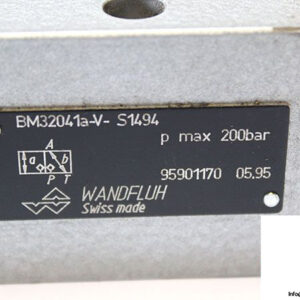 BM32041a-V- S1494
p max 200bar
A
a b
P T
95901170 05.95
WANDFLUH
Swiss made